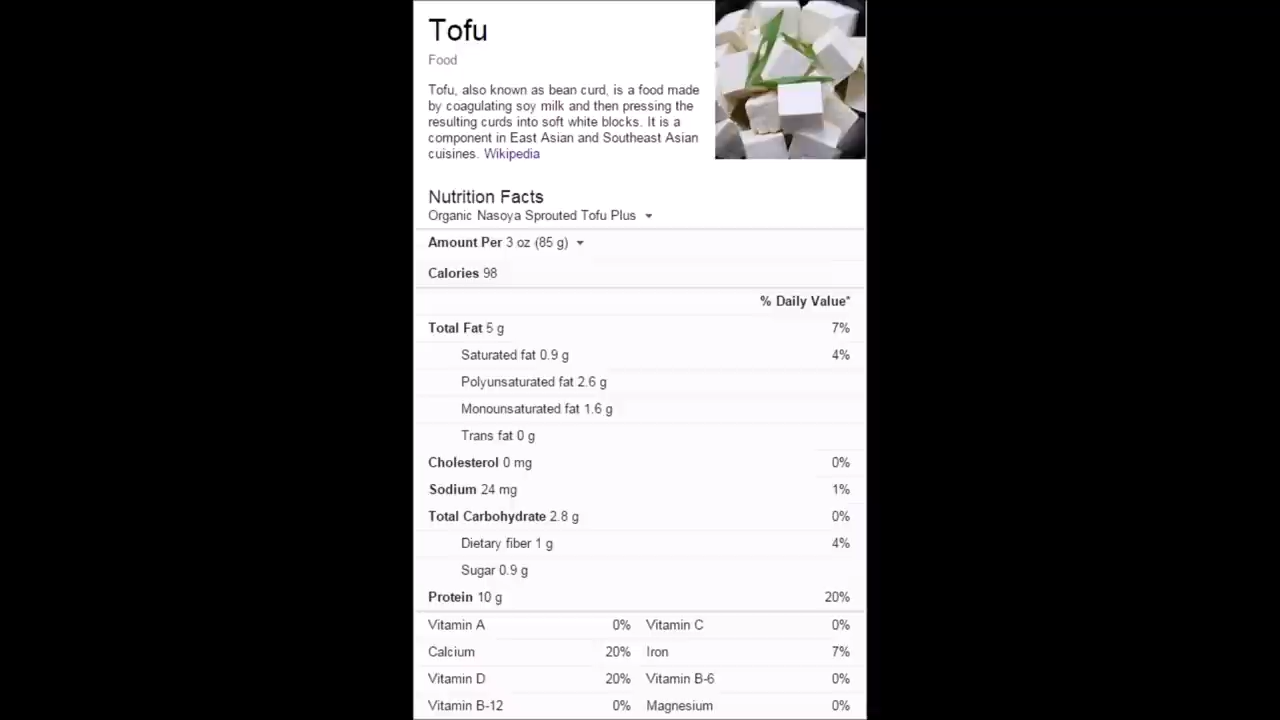 Tofu
Food
Tofu, also known as bean curd, is a food made
by coagulating soy milk and then pressing the
resulting curds into soft white blocks. It is a
component in East Asian and Southeast Asian
cuisines. Wikipedia
Nutrition Facts
Organic Nasoya Sprouted Tofu Plus
Amount Per 3 oz (85 g)
Calories 98
% Daily Value*
Total Fat 5 g 7%
Saturated fat 0.9 g 4%
Polyunsaturated fat 2.6 g
Monounsaturated fat 1.6 g
Trans fat 0 g
Cholesterol 0 mg 0%
Sodium 24 mg 1%
Total Carbohydrate 2.8 g 0%
Dietary fiber 1 g 4%
Sugar 0.9 g
Protein 10 g 20%
Vitamin A 0% Vitamin C 0%
Calcium 20% Iron 7%
Vitamin D 20% Vitamin B-6 0%
Vitamin B-12 0% Magnesium 0%